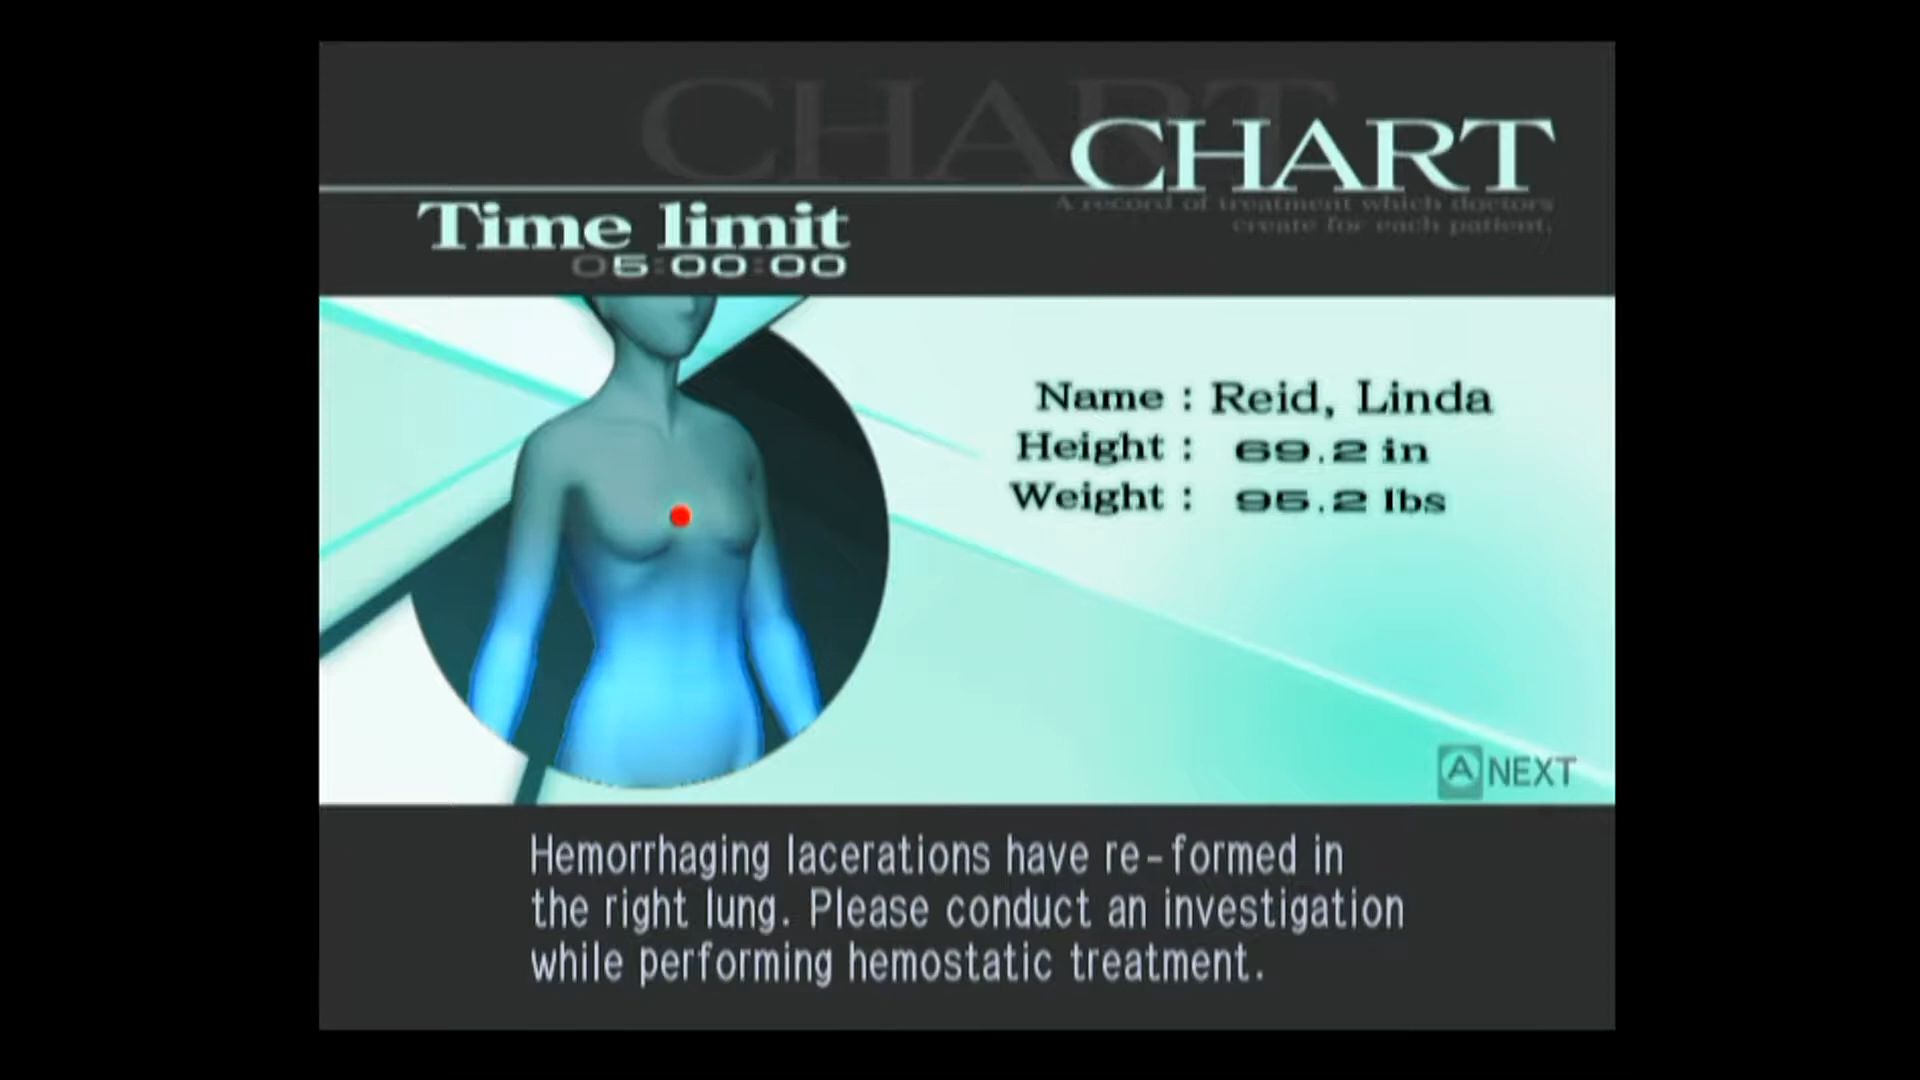 CHART
CHART
A record of treatment which doctors
create for each patient.
Time limit
05:00:00
Name : Reid, Linda
Height : 69.2 in
Weight : 95.2 lbs
A NEXT
Hemorrhaging lacerations have re-formed in
the right lung. Please conduct an investigation
while performing hemostatic treatment.